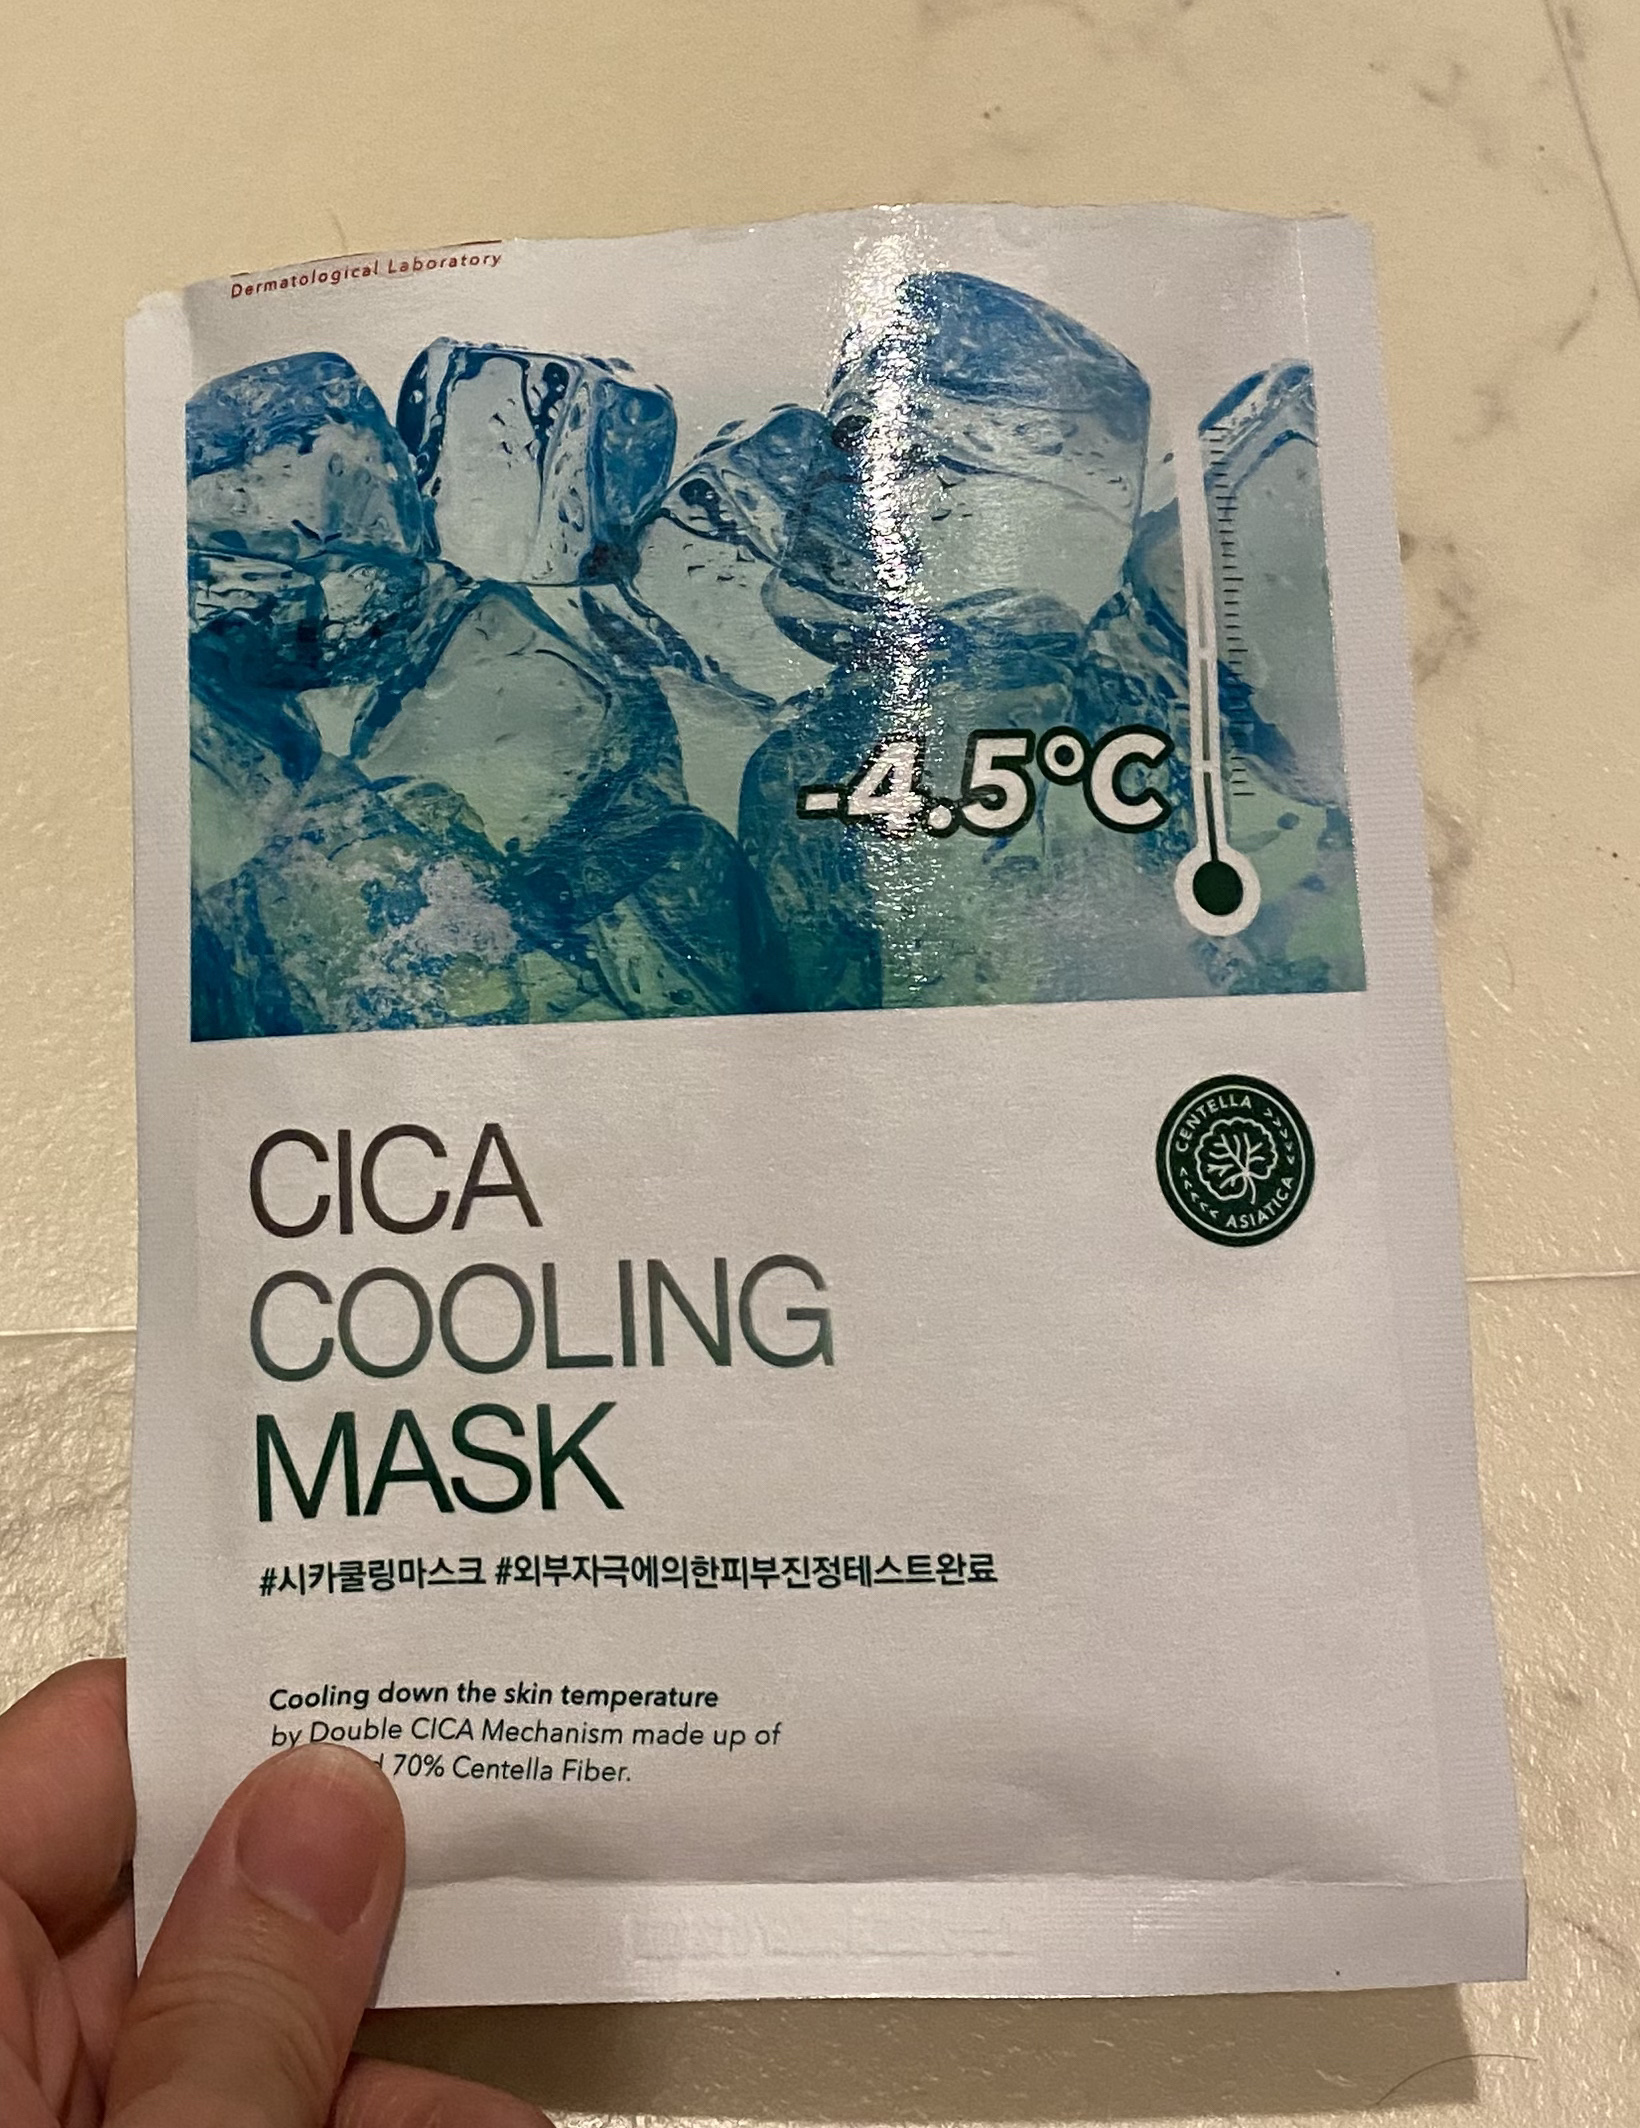 Dermatological Laboratory
-4.5°C
CENTELLA >>>>>
ASIATICA <<<<<
CICA
COOLING
MASK
#시카쿨링마스크 #외부자극에의한피부진정테스트완료
Cooling down the skin temperature
by Double CICA Mechanism made up of
70% Centella Fiber.